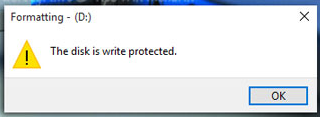 Formatting - (D:)
The disk is write protected.
OK